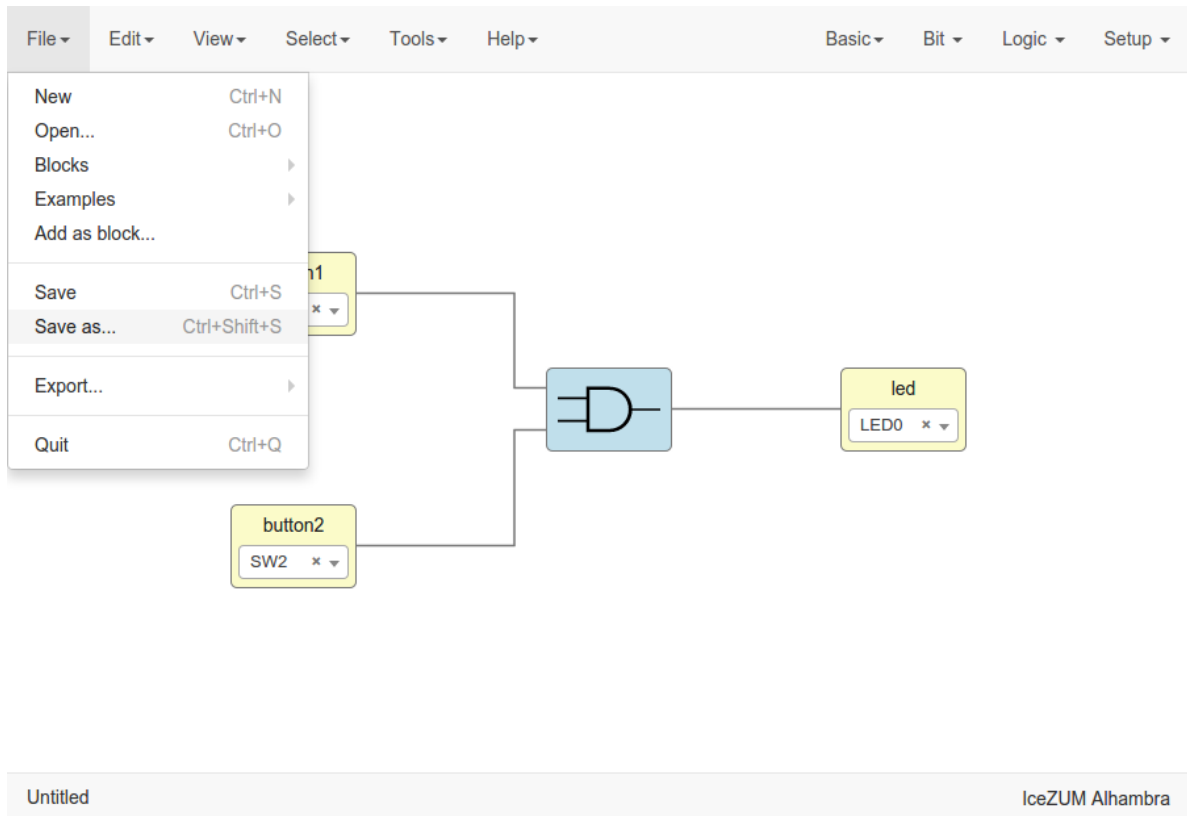 File Edit View Select Tools Help Basic Bit Logic Setup
New Ctrl+N
Open... Ctrl+O
Blocks
Examples
Add as block...
Save Ctrl+S
Save as... Ctrl+Shift+S
Export...
Quit Ctrl+Q
n1
led
LED0
button2
SW2
Untitled IceZUM Alhambra